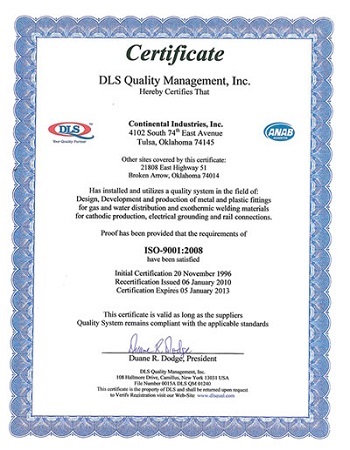 Certificate
DLS Quality Management, Inc.
Hereby Certifies That
DLS
Your Quality Partner
Continental Industries, Inc.
4102 South 74th East Avenue
Tulsa, Oklahoma 74145
ANAB
Other sites covered by this certificate:
21808 East Highway 51
Broken Arrow, Oklahoma 74014
Has installed and utilizes a quality system in the field of:
Design, Development and production of metal and plastic fittings
for gas and water distribution and exothermic welding materials
for cathodic production, electrical grounding and rail connections.
Proof has been provided that the requirements of
ISO-9001:2008
have been satisfied
Initial Certification 20 November 1996
Recertification Issued 06 January 2010
Certification Expires 05 January 2013
This certificate is valid as long as the suppliers
Quality System remains compliant with the applicable standards
Duane R. Dodge
Duane R. Dodge, President
DLS Quality Management, Inc.
108 Hallmore Drive, Camillus, New York 13031 USA
File Number 0015A DLS QM 01240
This certificate is the property of DLS and shall be returned upon request
to Verify Registration visit our Web-Site: